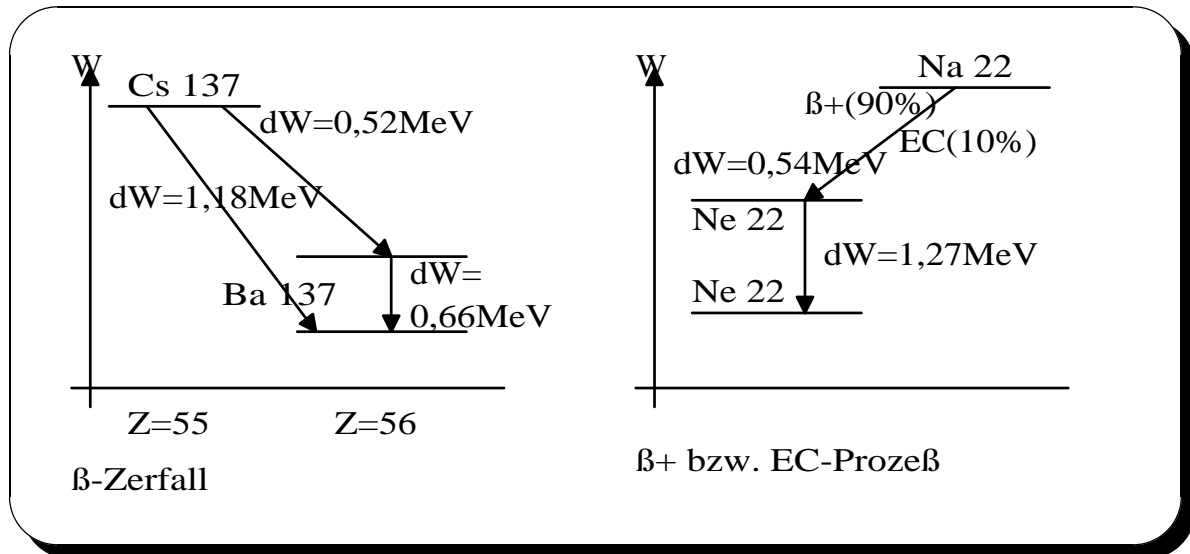 W
Cs 137
dW=0,52MeV
dW=1,18MeV
dW=
Ba 137
0,66MeV
Z=55
Z=56
ß-Zerfall
W
Na 22
ß+(90%)
EC(10%)
dW=0,54MeV
Ne 22
dW=1,27MeV
Ne 22
ß+ bzw. EC-Prozeß